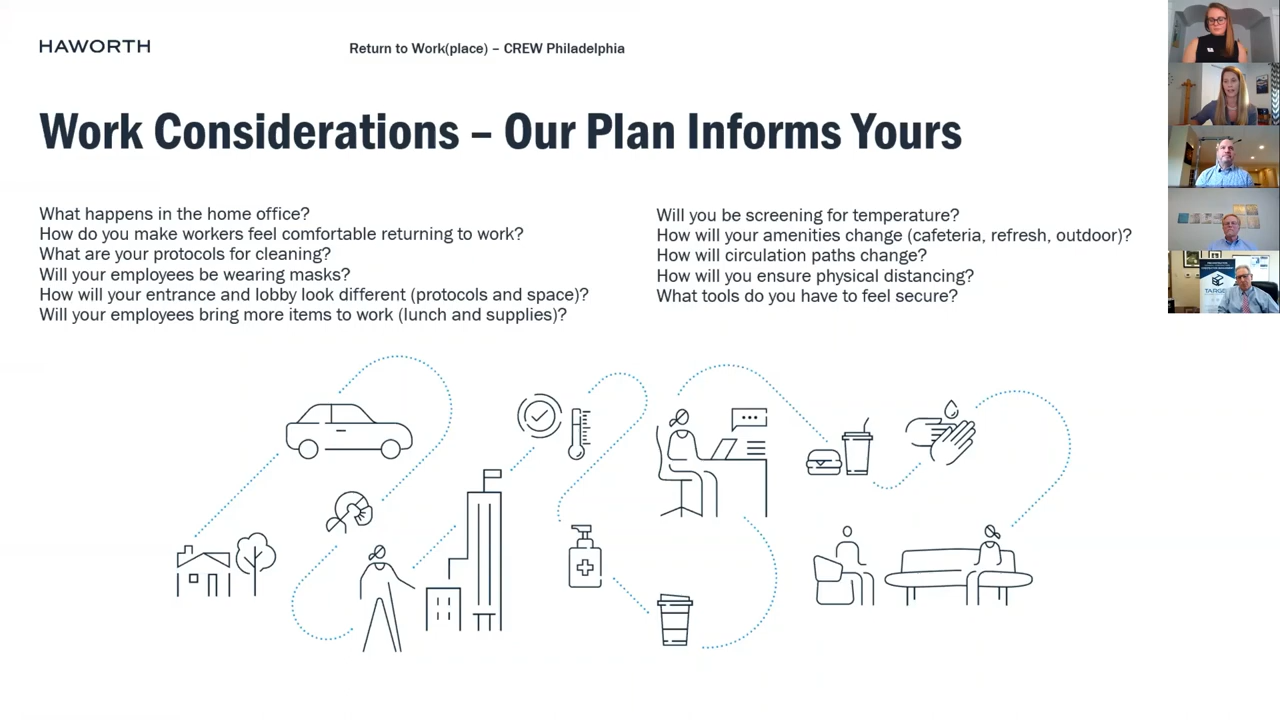 HAWORTH
Return to Work(place) – CREW Philadelphia
Work Considerations – Our Plan Informs Yours
What happens in the home office?
How do you make workers feel comfortable returning to work?
What are your protocols for cleaning?
Will your employees be wearing masks?
How will your entrance and lobby look different (protocols and space)?
Will your employees bring more items to work (lunch and supplies)?
Will you be screening for temperature?
How will your amenities change (cafeteria, refresh, outdoor)?
How will circulation paths change?
How will you ensure physical distancing?
What tools do you have to feel secure?